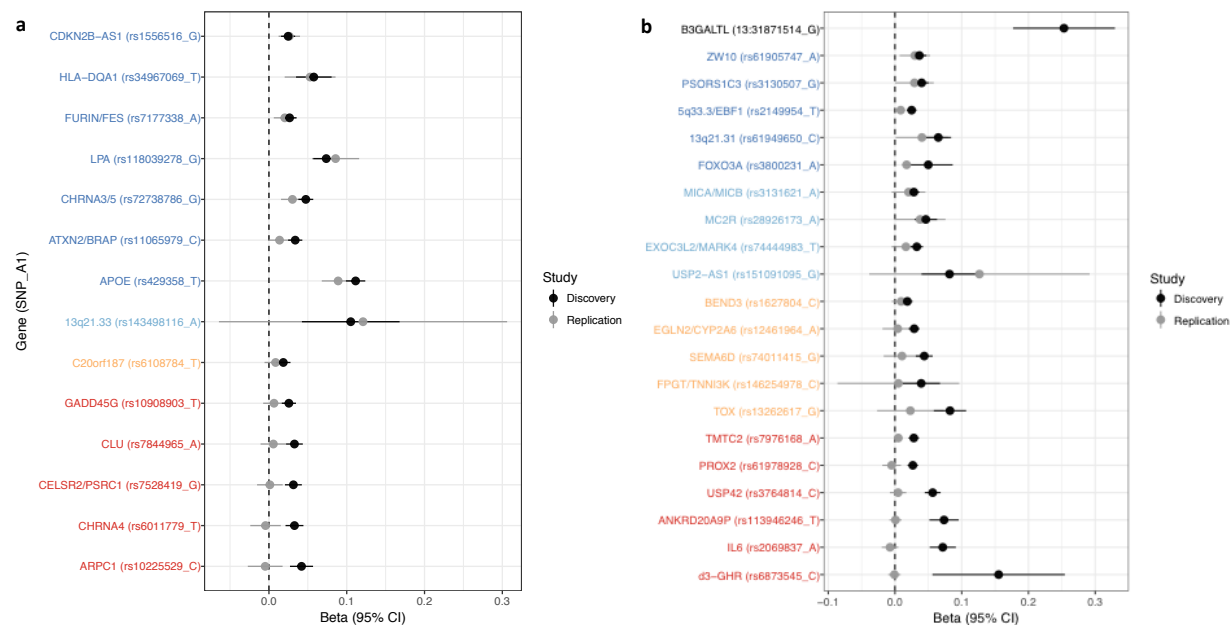 a
Gene (SNP_A1)
CDKN2B−AS1 (rs1556516_G)
HLA−DQA1 (rs34967069_T)
FURIN/FES (rs7177338_A)
LPA (rs118039278_G)
CHRNA3/5 (rs72738786_G)
ATXN2/BRAP (rs11065979_C)
APOE (rs429358_T)
13q21.33 (rs143498116_A)
C20orf187 (rs6108784_T)
GADD45G (rs10908903_T)
CLU (rs7844965_A)
CELSR2/PSRC1 (rs7528419_G)
CHRNA4 (rs6011779_T)
ARPC1 (rs10225529_C)
0.0 0.1 0.2 0.3
Beta (95% CI)
Study
Discovery
Replication
b
B3GALTL (13:31871514_G)
ZW10 (rs61905747_A)
PSORS1C3 (rs3130507_G)
5q33.3/EBF1 (rs2149954_T)
13q21.31 (rs61949650_C)
FOXO3A (rs3800231_A)
MICA/MICB (rs3131621_A)
MC2R (rs28926173_A)
EXOC3L2/MARK4 (rs74444983_T)
USP2−AS1 (rs151091095_G)
BEND3 (rs1627804_C)
EGLN2/CYP2A6 (rs12461964_A)
SEMA6D (rs74011415_G)
FPGT/TNNI3K (rs146254978_C)
TOX (rs13262617_G)
TMTC2 (rs7976168_A)
PROX2 (rs61978928_C)
USP42 (rs3764814_C)
ANKRD20A9P (rs113946246_T)
IL6 (rs2069837_A)
d3−GHR (rs6873545_C)
−0.1 0.0 0.1 0.2 0.3
Beta (95% CI)
Study
Discovery
Replication